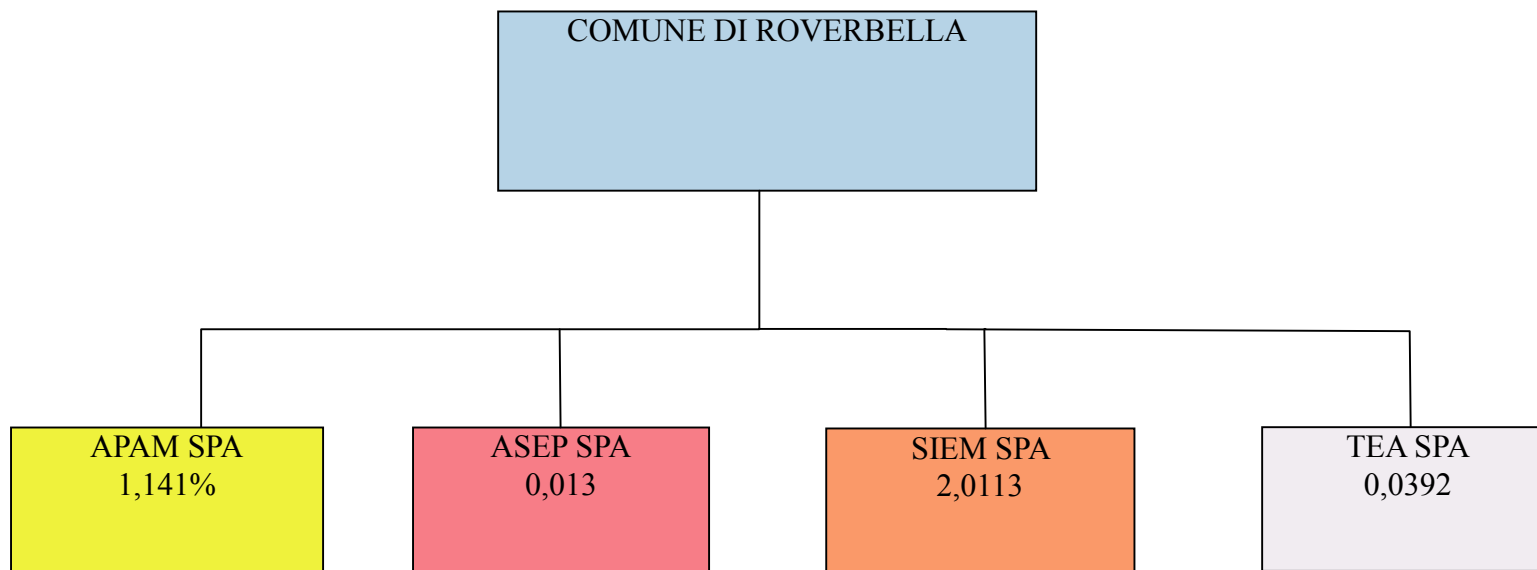 COMUNE DI ROVERBELLA
APAM SPA
1,141%
ASEP SPA
0,013
SIEM SPA
2,0113
TEA SPA
0,0392